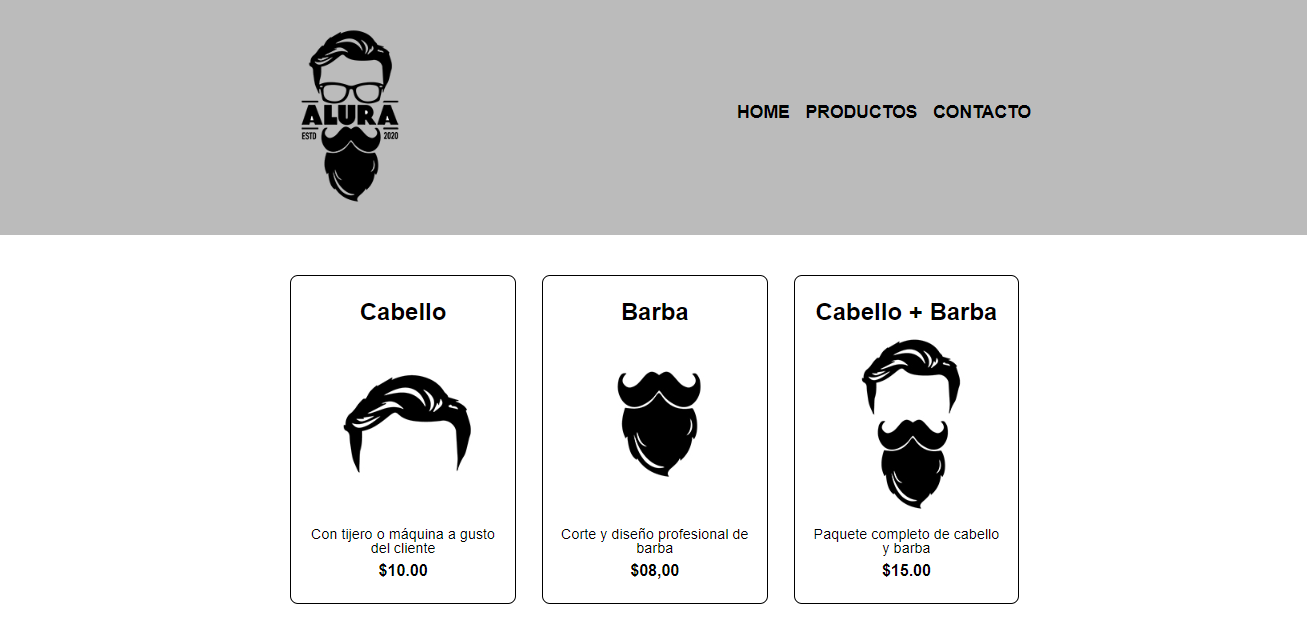 ALURA
ESTD 2020
HOME PRODUCTOS CONTACTO
Cabello
Con tijero o máquina a gusto
del cliente
$10.00
Barba
Corte y diseño profesional de
barba
$08,00
Cabello + Barba
Paquete completo de cabello
y barba
$15.00